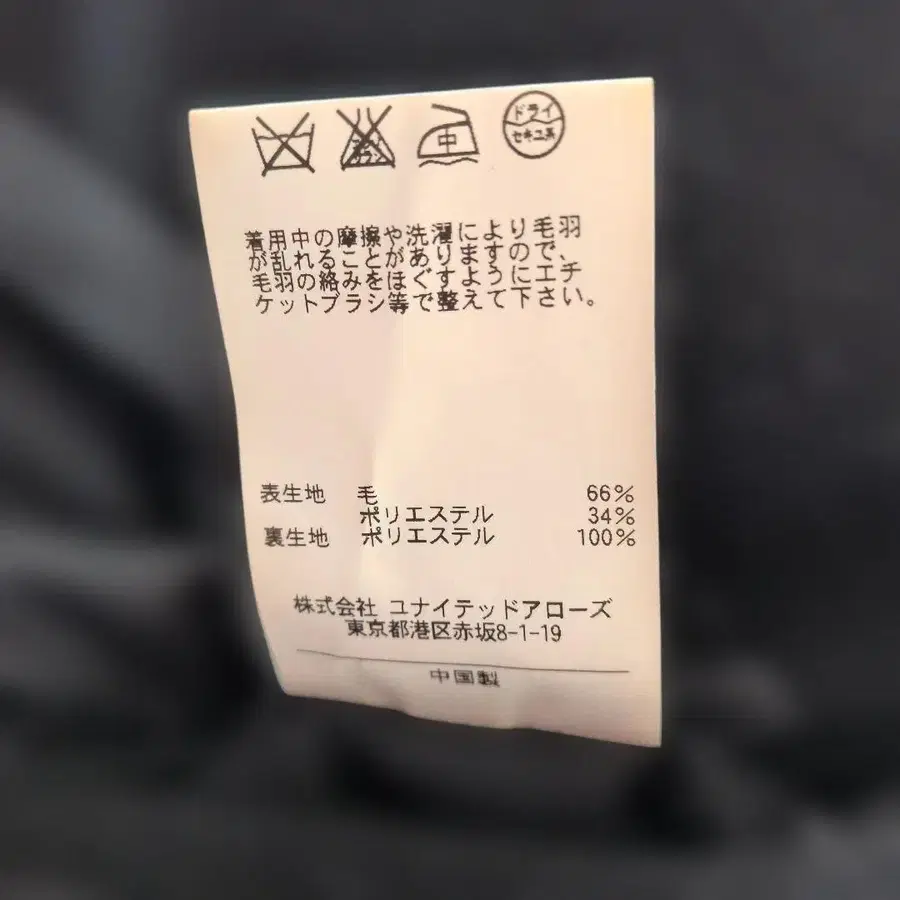 中
ドライ
セキユ系
着用中の摩擦や洗濯により毛羽
が乱れることがありますので、
毛羽の絡みをほぐすようにエチ
ケットブラシ等で整えて下さい。
表生地 毛 66%
ポリエステル 34%
裏生地 ポリエステル 100%
株式会社 ユナイテッドアローズ
東京都港区赤坂8-1-19
中国製